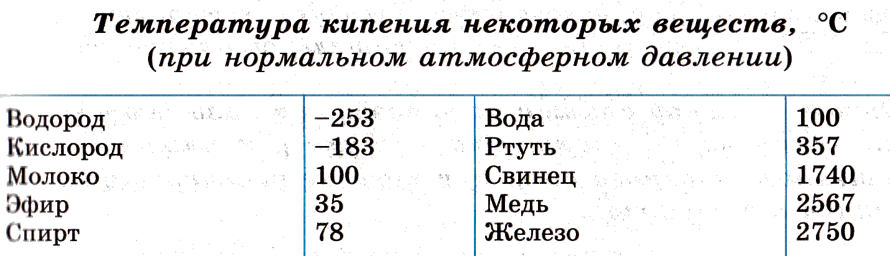 Температура кипения некоторых веществ, °С
(при нормальном атмосферном давлении)
Водород –253 Вода 100
Кислород –183 Ртуть 357
Молоко 100 Свинец 1740
Эфир 35 Медь 2567
Спирт 78 Железо 2750